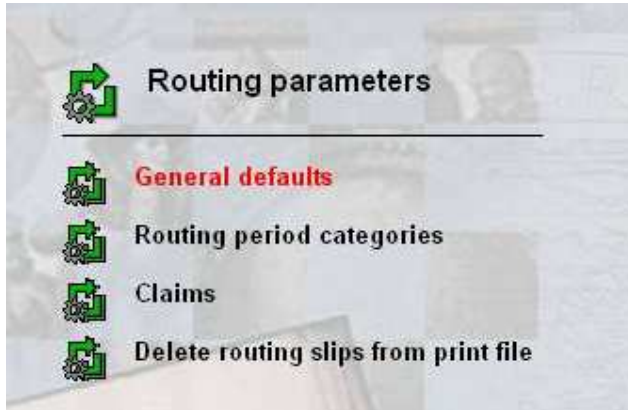 Routing parameters
General defaults
Routing period categories
Claims
Delete routing slips from print file